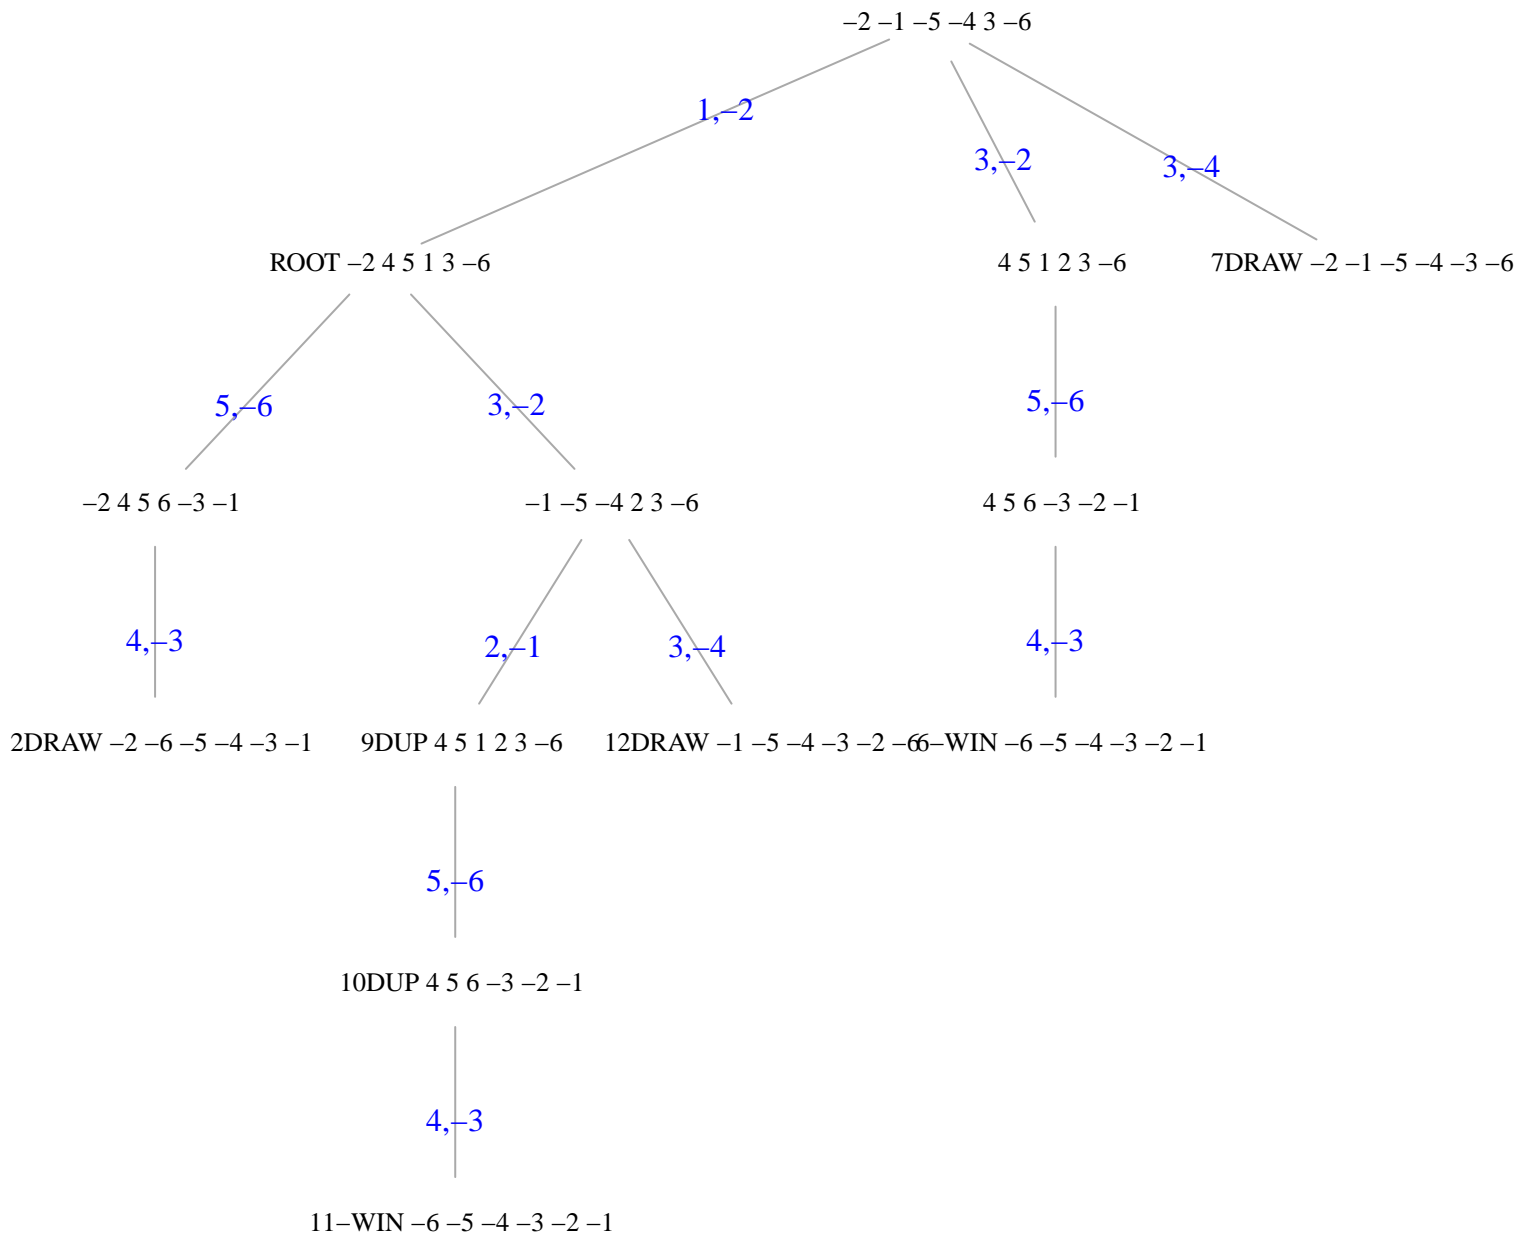 –2 –1 –5 –4 3 –6
1,–2
3,–2
3,–4
ROOT –2 4 5 1 3 –6
4 5 1 2 3 –6
7DRAW –2 –1 –5 –4 –3 –6
5,–6
3,–2
5,–6
–2 4 5 6 –3 –1
–1 –5 –4 2 3 –6
4 5 6 –3 –2 –1
4,–3
2,–1
3,–4
4,–3
2DRAW –2 –6 –5 –4 –3 –1
9DUP 4 5 1 2 3 –6
12DRAW –1 –5 –4 –3 –2 –6
6–WIN –6 –5 –4 –3 –2 –1
5,–6
10DUP 4 5 6 –3 –2 –1
4,–3
11–WIN –6 –5 –4 –3 –2 –1